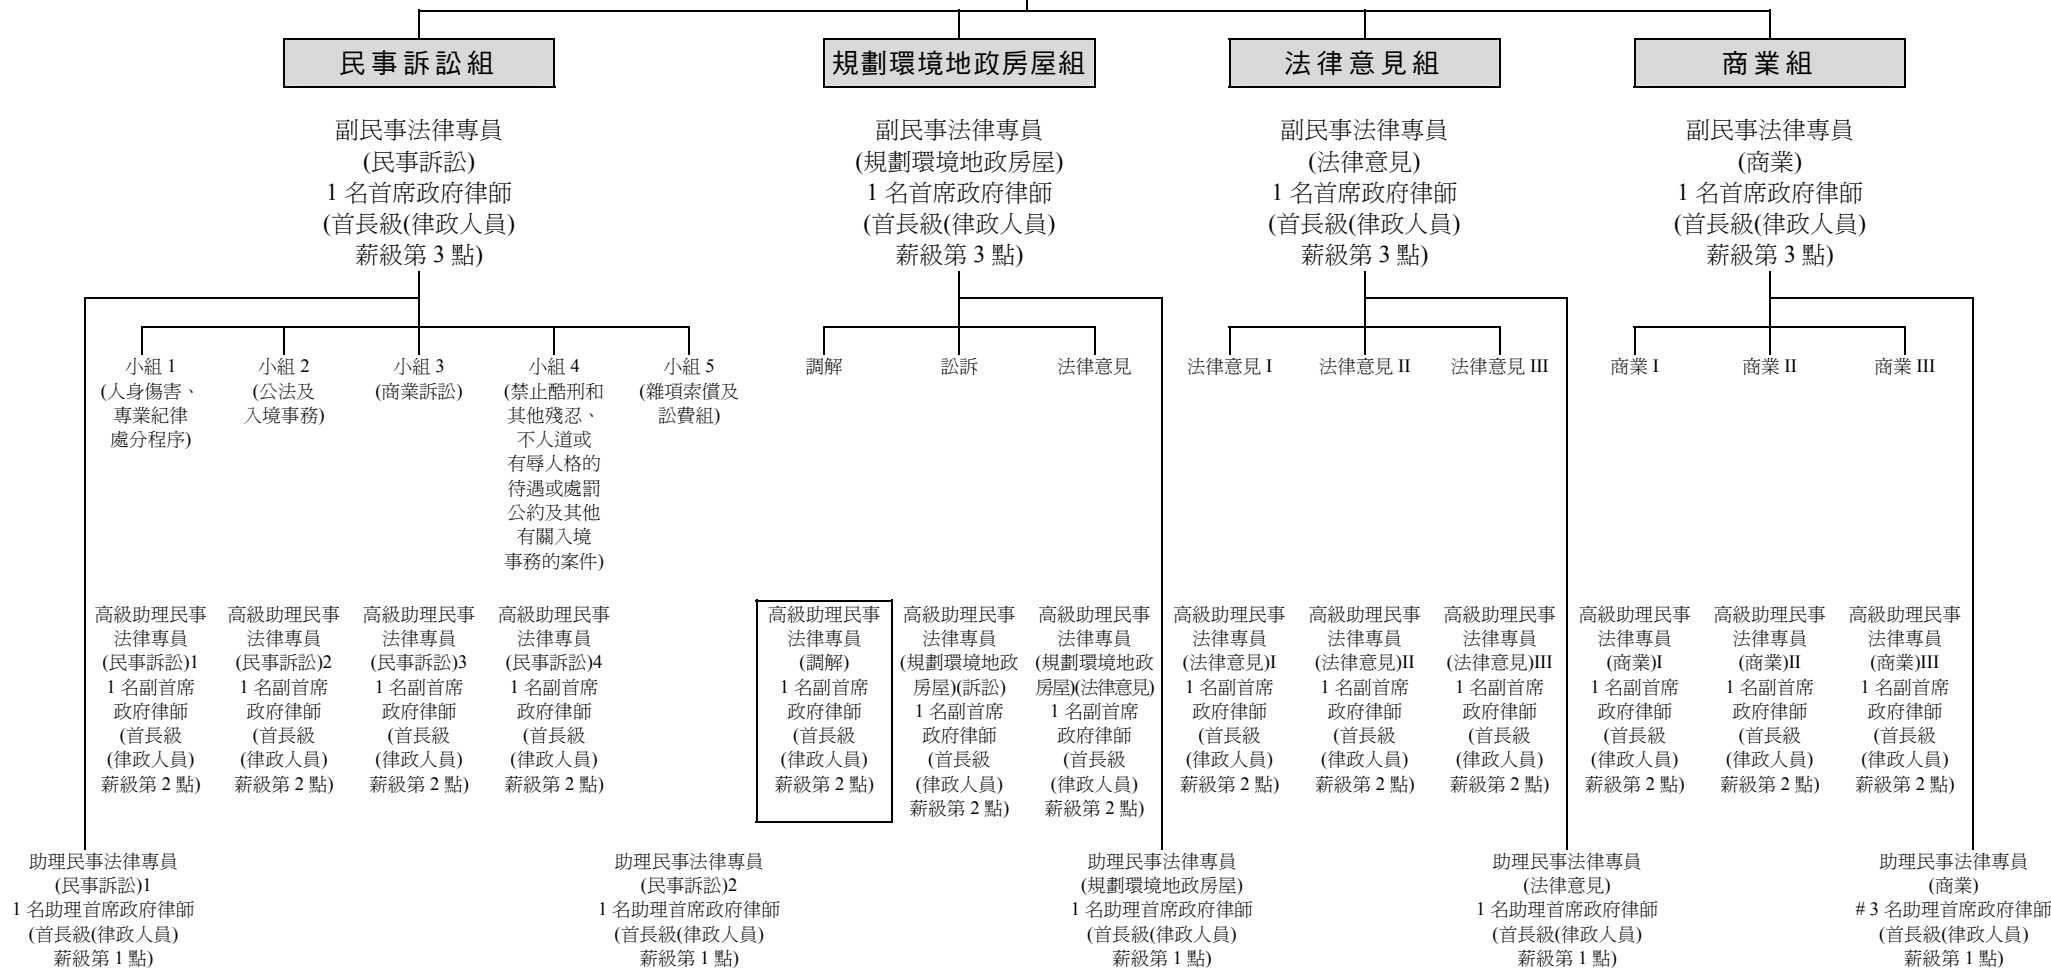 民事訴訟組
副民事法律專員
(民事訴訟)
1 名首席政府律師
(首長級(律政人員)
薪級第 3 點)
小組 1
(人身傷害、
專業紀律
處分程序)
小組 2
(公法及
入境事務)
小組 3
(商業訴訟)
小組 4
(禁止酷刑和
其他殘忍、
不人道或
有辱人格的
待遇或處罰
公約及其他
有關入境
事務的案件)
小組 5
(雜項索償及
訟費組)
高級助理民事
法律專員
(民事訴訟)1
1 名副首席
政府律師
(首長級
(律政人員)
薪級第 2 點)
高級助理民事
法律專員
(民事訴訟)2
1 名副首席
政府律師
(首長級
(律政人員)
薪級第 2 點)
高級助理民事
法律專員
(民事訴訟)3
1 名副首席
政府律師
(首長級
(律政人員)
薪級第 2 點)
高級助理民事
法律專員
(民事訴訟)4
1 名副首席
政府律師
(首長級
(律政人員)
薪級第 2 點)
助理民事法律專員
(民事訴訟)1
1 名助理首席政府律師
(首長級(律政人員)
薪級第 1 點)
助理民事法律專員
(民事訴訟)2
1 名助理首席政府律師
(首長級(律政人員)
薪級第 1 點)
規劃環境地政房屋組
副民事法律專員
(規劃環境地政房屋)
1 名首席政府律師
(首長級(律政人員)
薪級第 3 點)
調解
訟訴
法律意見
高級助理民事
法律專員
(調解)
1 名副首席
政府律師
(首長級
(律政人員)
薪級第 2 點)
高級助理民事
法律專員
(規劃環境地政
房屋)(訴訟)
1 名副首席
政府律師
(首長級
(律政人員)
薪級第 2 點)
高級助理民事
法律專員
(規劃環境地政
房屋)(法律意見)
1 名副首席
政府律師
(首長級
(律政人員)
薪級第 2 點)
助理民事法律專員
(規劃環境地政房屋)
1 名助理首席政府律師
(首長級(律政人員)
薪級第 1 點)
法律意見組
副民事法律專員
(法律意見)
1 名首席政府律師
(首長級(律政人員)
薪級第 3 點)
法律意見 I
法律意見 II
法律意見 III
高級助理民事
法律專員
(法律意見)I
1 名副首席
政府律師
(首長級
(律政人員)
薪級第 2 點)
高級助理民事
法律專員
(法律意見)II
1 名副首席
政府律師
(首長級
(律政人員)
薪級第 2 點)
高級助理民事
法律專員
(法律意見)III
1 名副首席
政府律師
(首長級
(律政人員)
薪級第 2 點)
助理民事法律專員
(法律意見)
1 名助理首席政府律師
(首長級(律政人員)
薪級第 1 點)
商業組
副民事法律專員
(商業)
1 名首席政府律師
(首長級(律政人員)
薪級第 3 點)
商業 I
商業 II
商業 III
高級助理民事
法律專員
(商業)I
1 名副首席
政府律師
(首長級
(律政人員)
薪級第 2 點)
高級助理民事
法律專員
(商業)II
1 名副首席
政府律師
(首長級
(律政人員)
薪級第 2 點)
高級助理民事
法律專員
(商業)III
1 名副首席
政府律師
(首長級
(律政人員)
薪級第 2 點)
助理民事法律專員
(商業)
# 3 名助理首席政府律師
(首長級(律政人員)
薪級第 1 點)